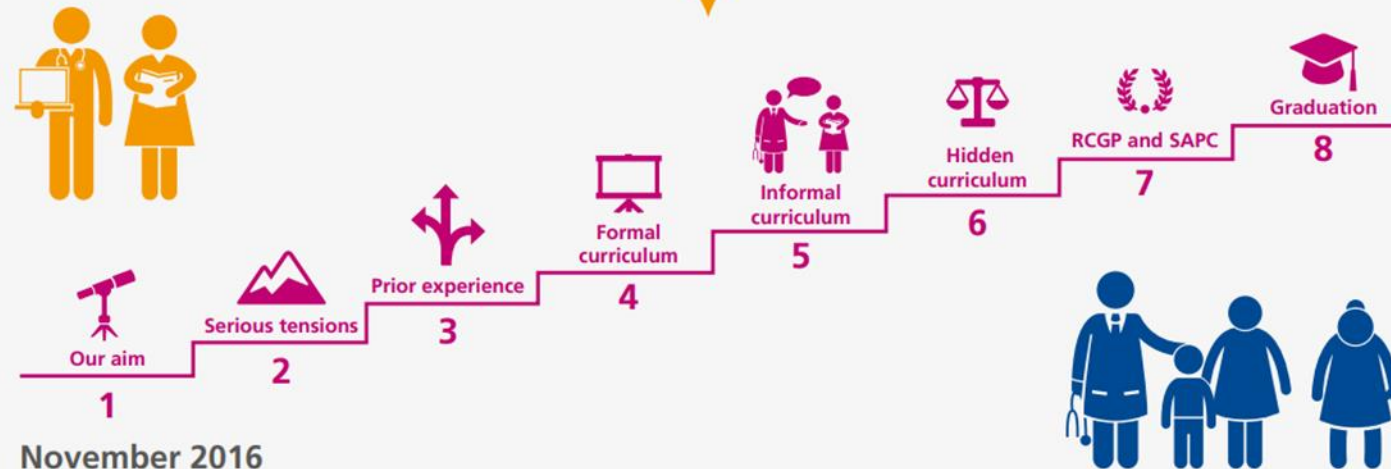 Our aim
1
Serious tensions
2
Prior experience
3
Formal
curriculum
4
Informal
curriculum
5
Hidden
curriculum
6
RCGP and SAPC
7
Graduation
8
November 2016